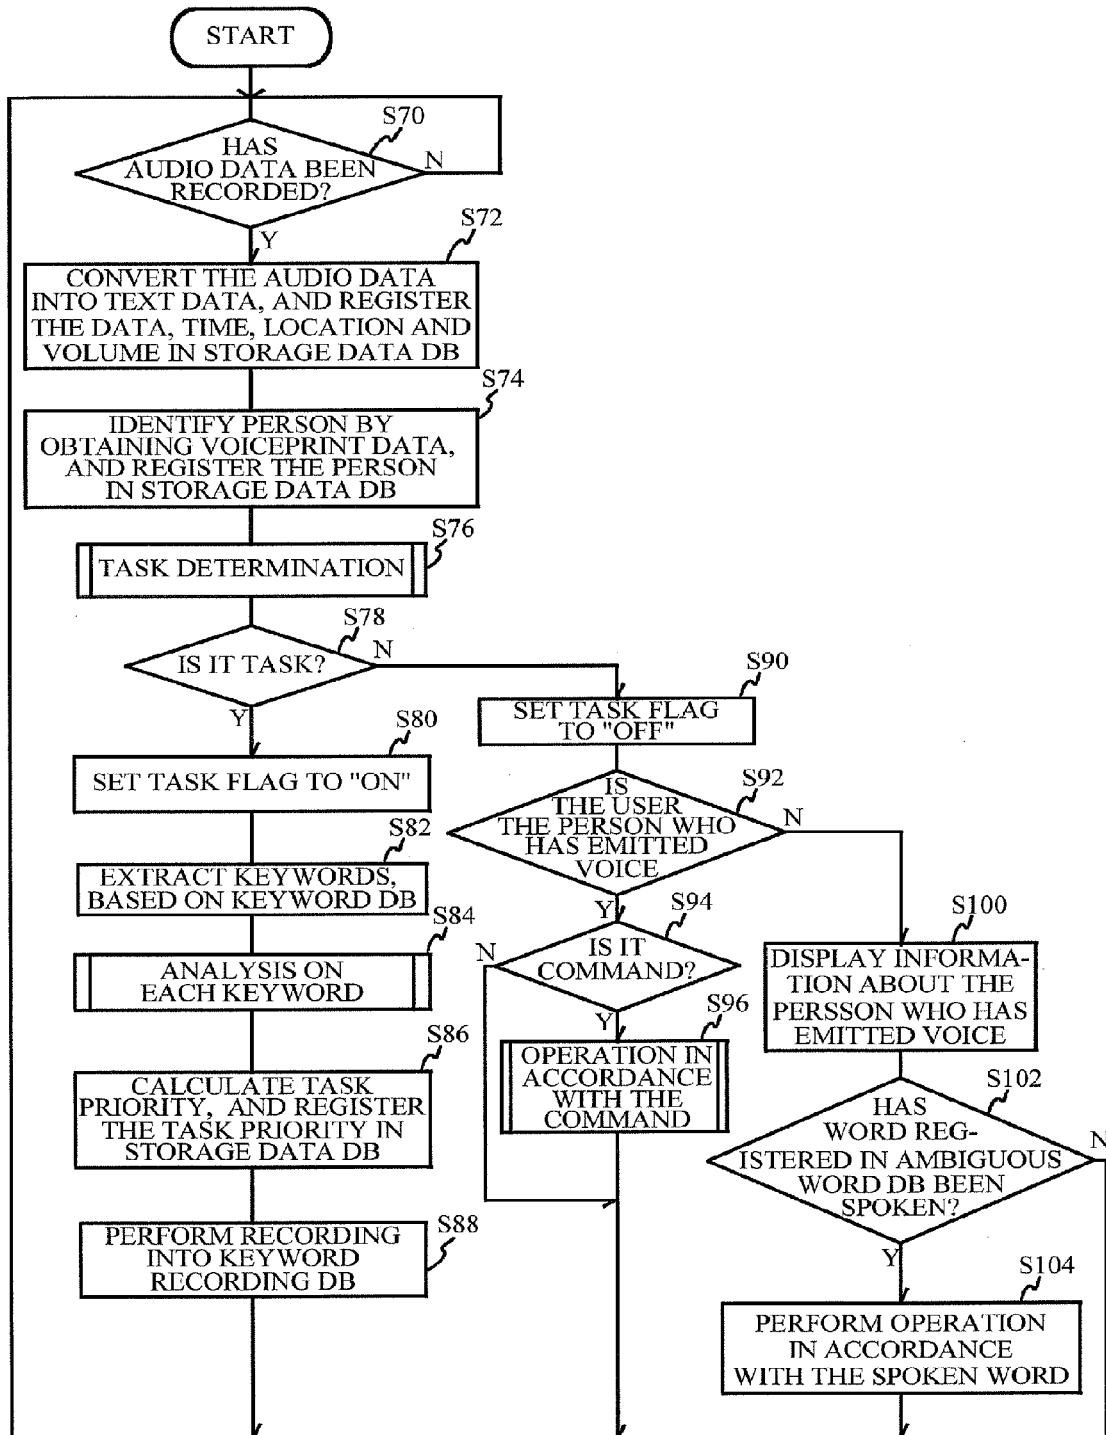 START
S70
HAS
AUDIO DATA BEEN
RECORDED?
N
Y
S72
CONVERT THE AUDIO DATA
INTO TEXT DATA, AND REGISTER
THE DATA, TIME, LOCATION AND
VOLUME IN STORAGE DATA DB
S74
IDENTIFY PERSON BY
OBTAINING VOICEPRINT DATA,
AND REGISTER THE PERSON
IN STORAGE DATA DB
S76
TASK DETERMINATION
S78
IS IT TASK?
N
Y
S80
SET TASK FLAG TO "ON"
S82
EXTRACT KEYWORDS,
BASED ON KEYWORD DB
S84
ANALYSIS ON
EACH KEYWORD
S86
CALCULATE TASK
PRIORITY, AND REGISTER
THE TASK PRIORITY IN
STORAGE DATA DB
S88
PERFORM RECORDING
INTO KEYWORD
RECORDING DB
S90
SET TASK FLAG
TO "OFF"
S92
IS
THE USER
THE PERSON WHO
HAS EMITTED
VOICE
N
Y
S94
IS IT
COMMAND?
N
Y
S96
OPERATION IN
ACCORDANCE
WITH THE
COMMAND
S100
DISPLAY INFORMA-
TION ABOUT THE
PERSSON WHO HAS
EMITTED VOICE
S102
HAS
WORD REG-
ISTERED IN AMBIGUOUS
WORD DB BEEN
SPOKEN?
N
Y
S104
PERFORM OPERATION
IN ACCORDANCE
WITH THE SPOKEN WORD